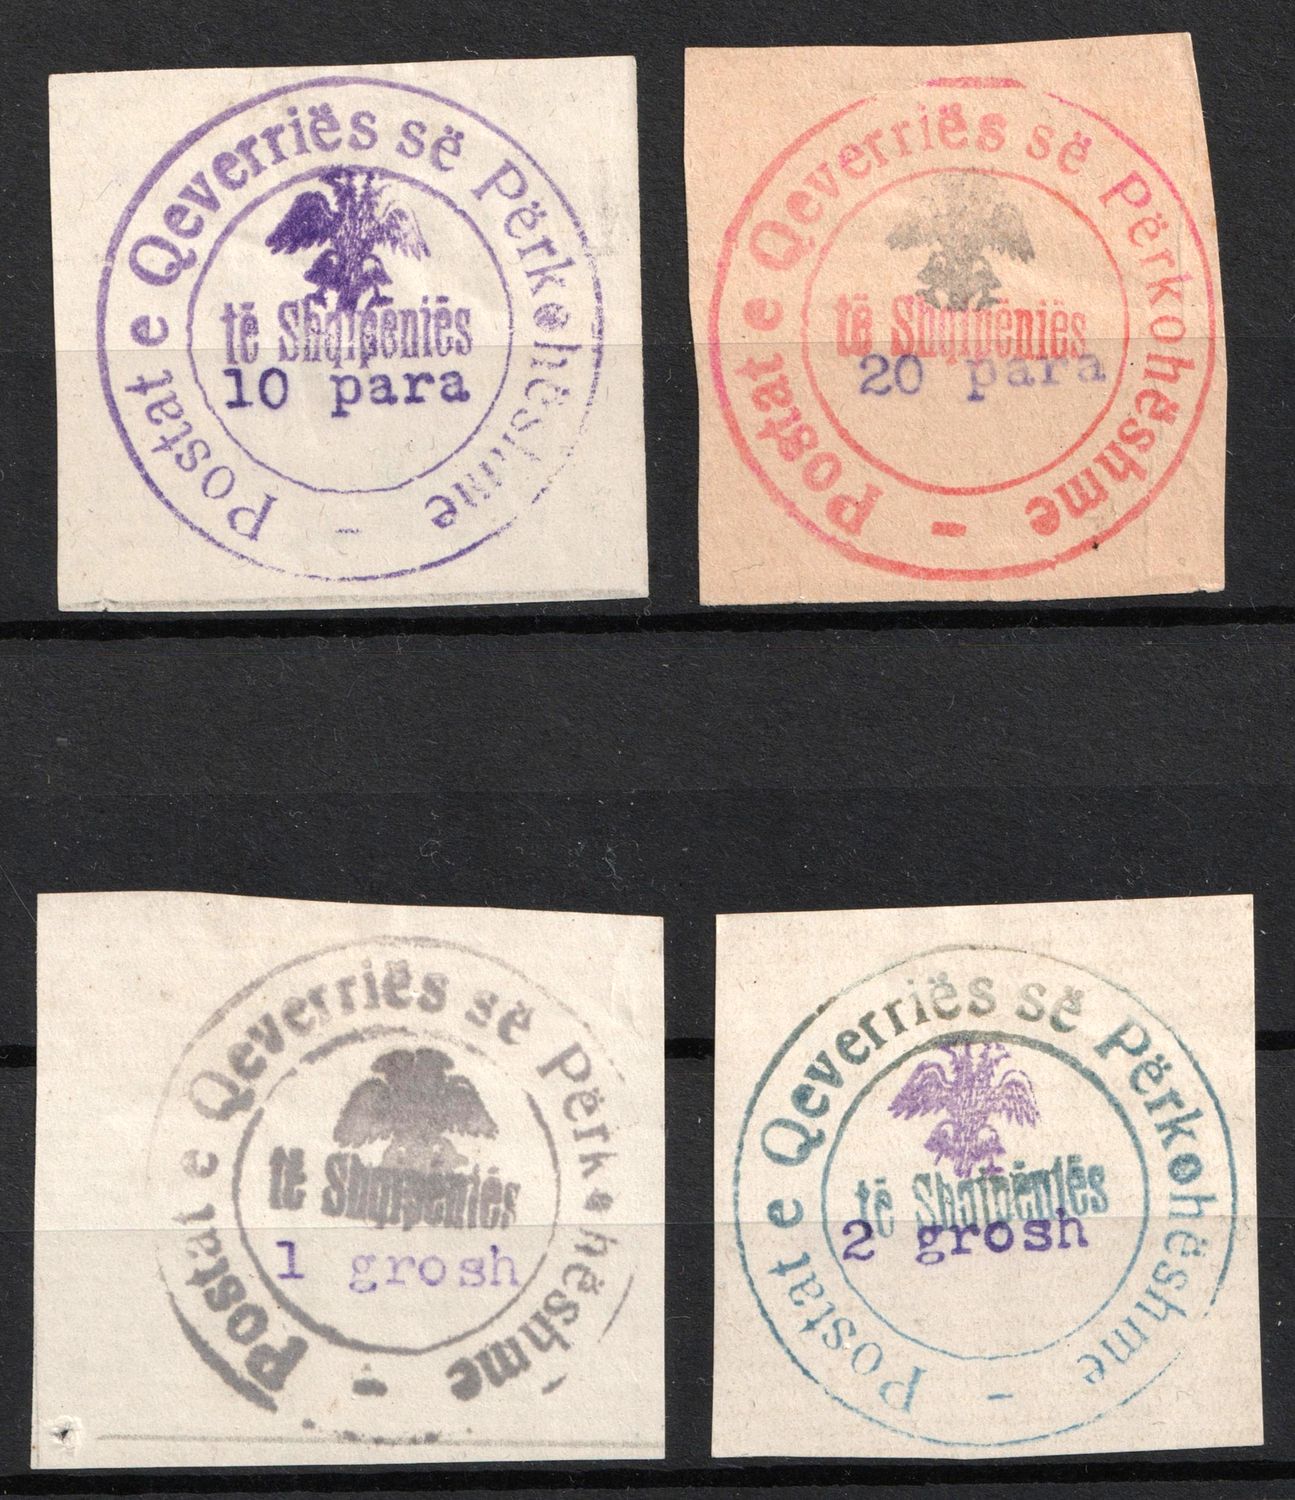 Postat e Qeverriës së Përkohëshme -
të Shqipëniës
10 para
Postat e Qeverriës së Përkohëshme -
të Shqipëniës
20 para
Postat e Qeverriës së Përkohëshme -
të Shqipëniës
1 grosh
Postat e Qeverriës së Përkohëshme -
të Shqipëniës
2 grosh